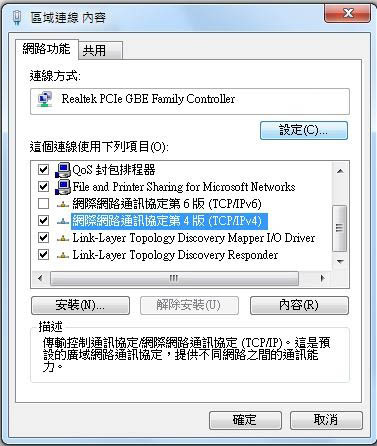 區域連線 內容
網路功能 共用
連線方式:
Realtek PCIe GBE Family Controller
設定(C)...
這個連線使用下列項目(O):
QoS 封包排程器
File and Printer Sharing for Microsoft Networks
網際網路通訊協定第 6 版 (TCP/IPv6)
網際網路通訊協定第 4 版 (TCP/IPv4)
Link-Layer Topology Discovery Mapper I/O Driver
Link-Layer Topology Discovery Responder
安裝(N)... 解除安裝(U) 內容(R)
描述
傳輸控制通訊協定/網際網路通訊協定 (TCP/IP)。這是預
設的廣域網路通訊協定，提供不同網路之間的通訊能
力。
確定 取消